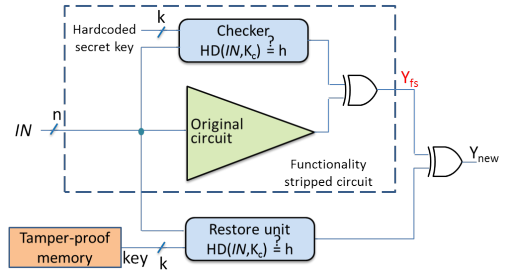 k
Hardcoded
secret key
Checker
?
HD(IN,Kc) = h
Yfs
n
IN
Original
circuit
Functionality
stripped circuit
Ynew
Restore unit
?
HD(IN,Kc) = h
Tamper-proof
memory
key
k